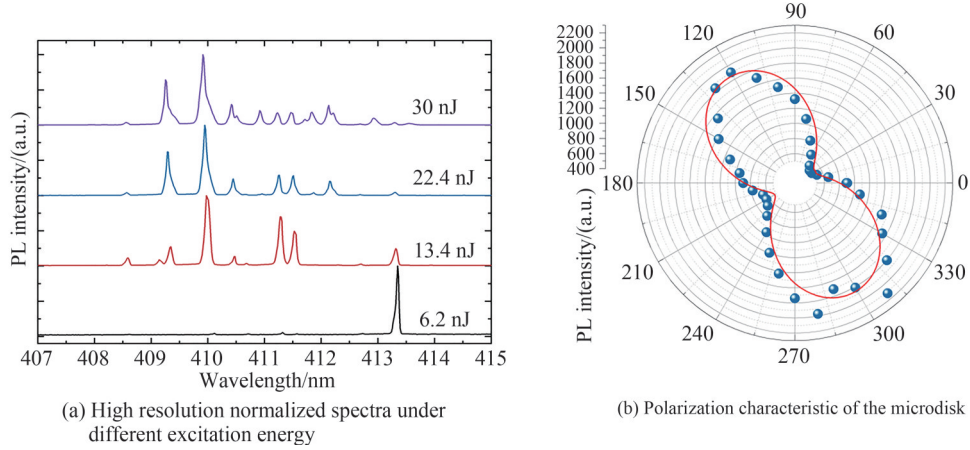 PL intensity/(a.u.)
30 nJ
22.4 nJ
13.4 nJ
6.2 nJ
407 408 409 410 411 412 413 414 415
Wavelength/nm
(a) High resolution normalized spectra under
different excitation energy
2200
2000
1800
1600
1400
1200
1000
800
600
400
PL intensity/(a.u.)
90
120 60
150 30
180 0
210 330
240 300
270
(b) Polarization characteristic of the microdisk